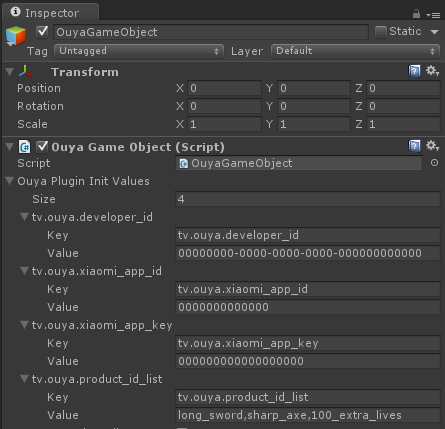 Inspector
OuyaGameObject Static
Tag Untagged Layer Default
Transform
Position X 0 Y 0 Z 0
Rotation X 0 Y 0 Z 0
Scale X 1 Y 1 Z 1
Ouya Game Object (Script)
Script OuyaGameObject
Ouya Plugin Init Values
Size 4
tv.ouya.developer_id
Key tv.ouya.developer_id
Value 00000000-0000-0000-0000-000000000000
tv.ouya.xiaomi_app_id
Key tv.ouya.xiaomi_app_id
Value 0000000000000
tv.ouya.xiaomi_app_key
Key tv.ouya.xiaomi_app_key
Value 000000000000000000
tv.ouya.product_id_list
Key tv.ouya.product_id_list
Value long_sword,sharp_axe,100_extra_lives